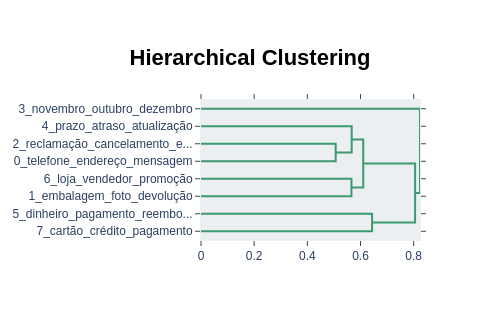 Hierarchical Clustering
3_novembro_outubro_dezembro
4_prazo_atraso_atualização
2_reclamação_cancelamento_e...
0_telefone_endereço_mensagem
6_loja_vendedor_promoção
1_embalagem_foto_devolução
5_dinheiro_pagamento_reembo...
7_cartão_crédito_pagamento
0 0.2 0.4 0.6 0.8